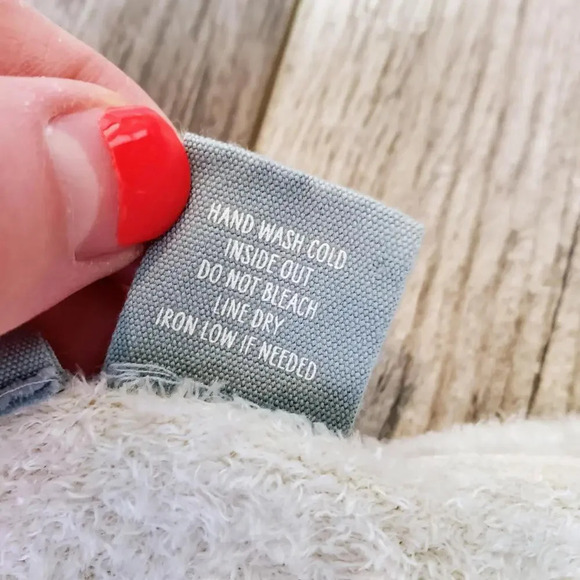 HAND WASH COLD
INSIDE OUT
DO NOT BLEACH
LINE DRY
IRON LOW IF NEEDED